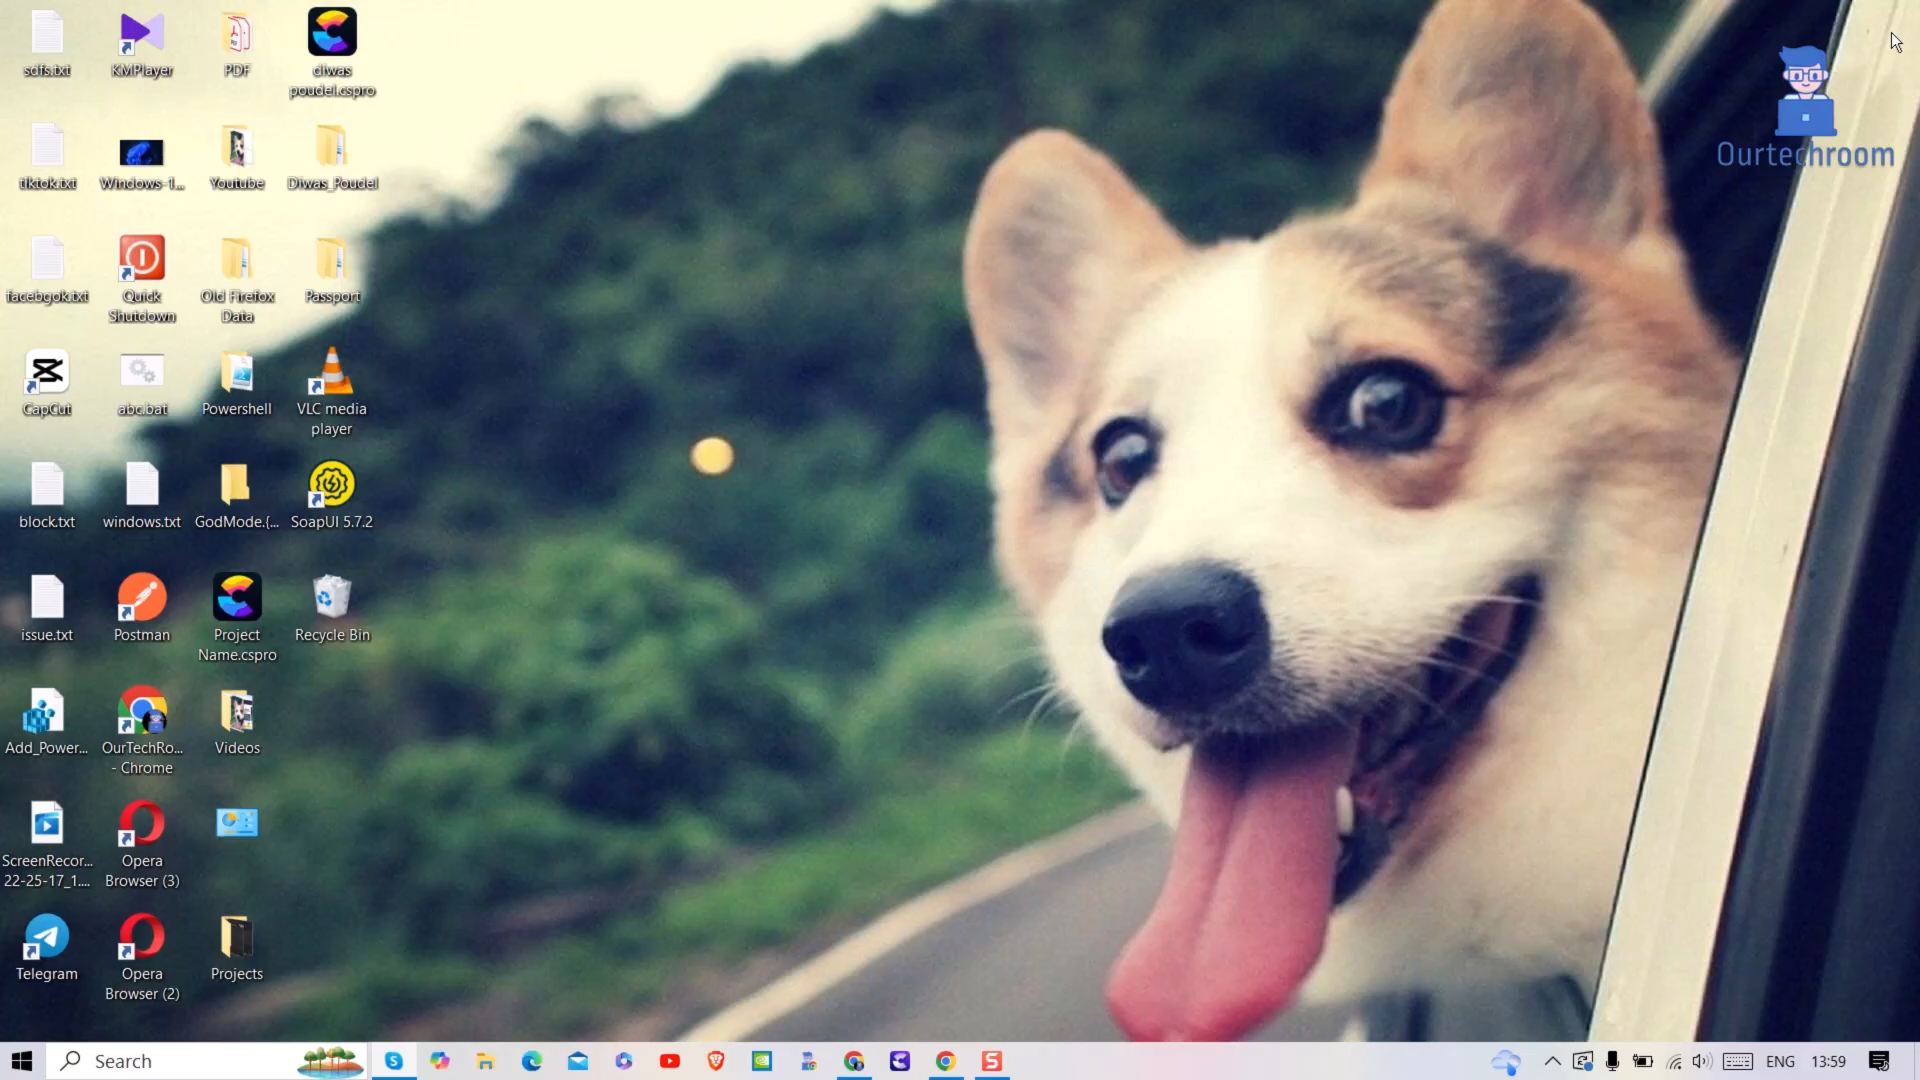 sdfs.txt
KMPlayer
PDF
diwas
poudel.cspro
tiktok.txt
Windows-1...
Youtube
Diwas_Poudel
facebgok.txt
Quick
Shutdown
Old Firefox
Data
Passport
CapCut
abc.bat
Powershell
VLC media
player
block.txt
windows.txt
GodMode.{...
SoapUI 5.7.2
issue.txt
Postman
Project
Name.cspro
Recycle Bin
Add_Power...
OurTechRo...
- Chrome
Videos
ScreenRecor...
22-25-17_1....
Opera
Browser (3)
Telegram
Opera
Browser (2)
Projects
Ourtechroom
Search
ENG
13:59